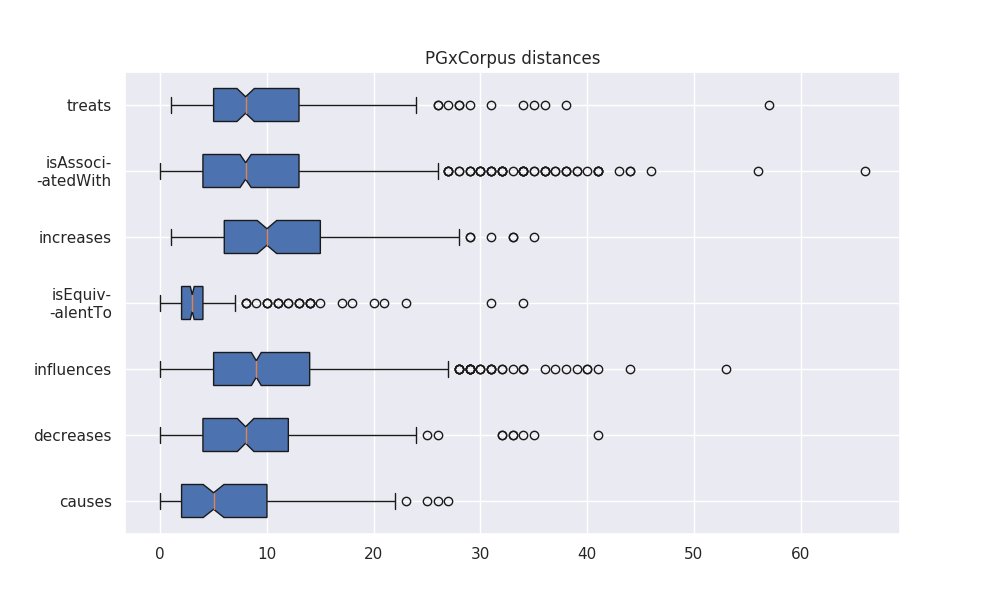 PGxCorpus distances
treats
isAssoci-
-atedWith
increases
isEquiv-
-alentTo
influences
decreases
causes
0 10 20 30 40 50 60